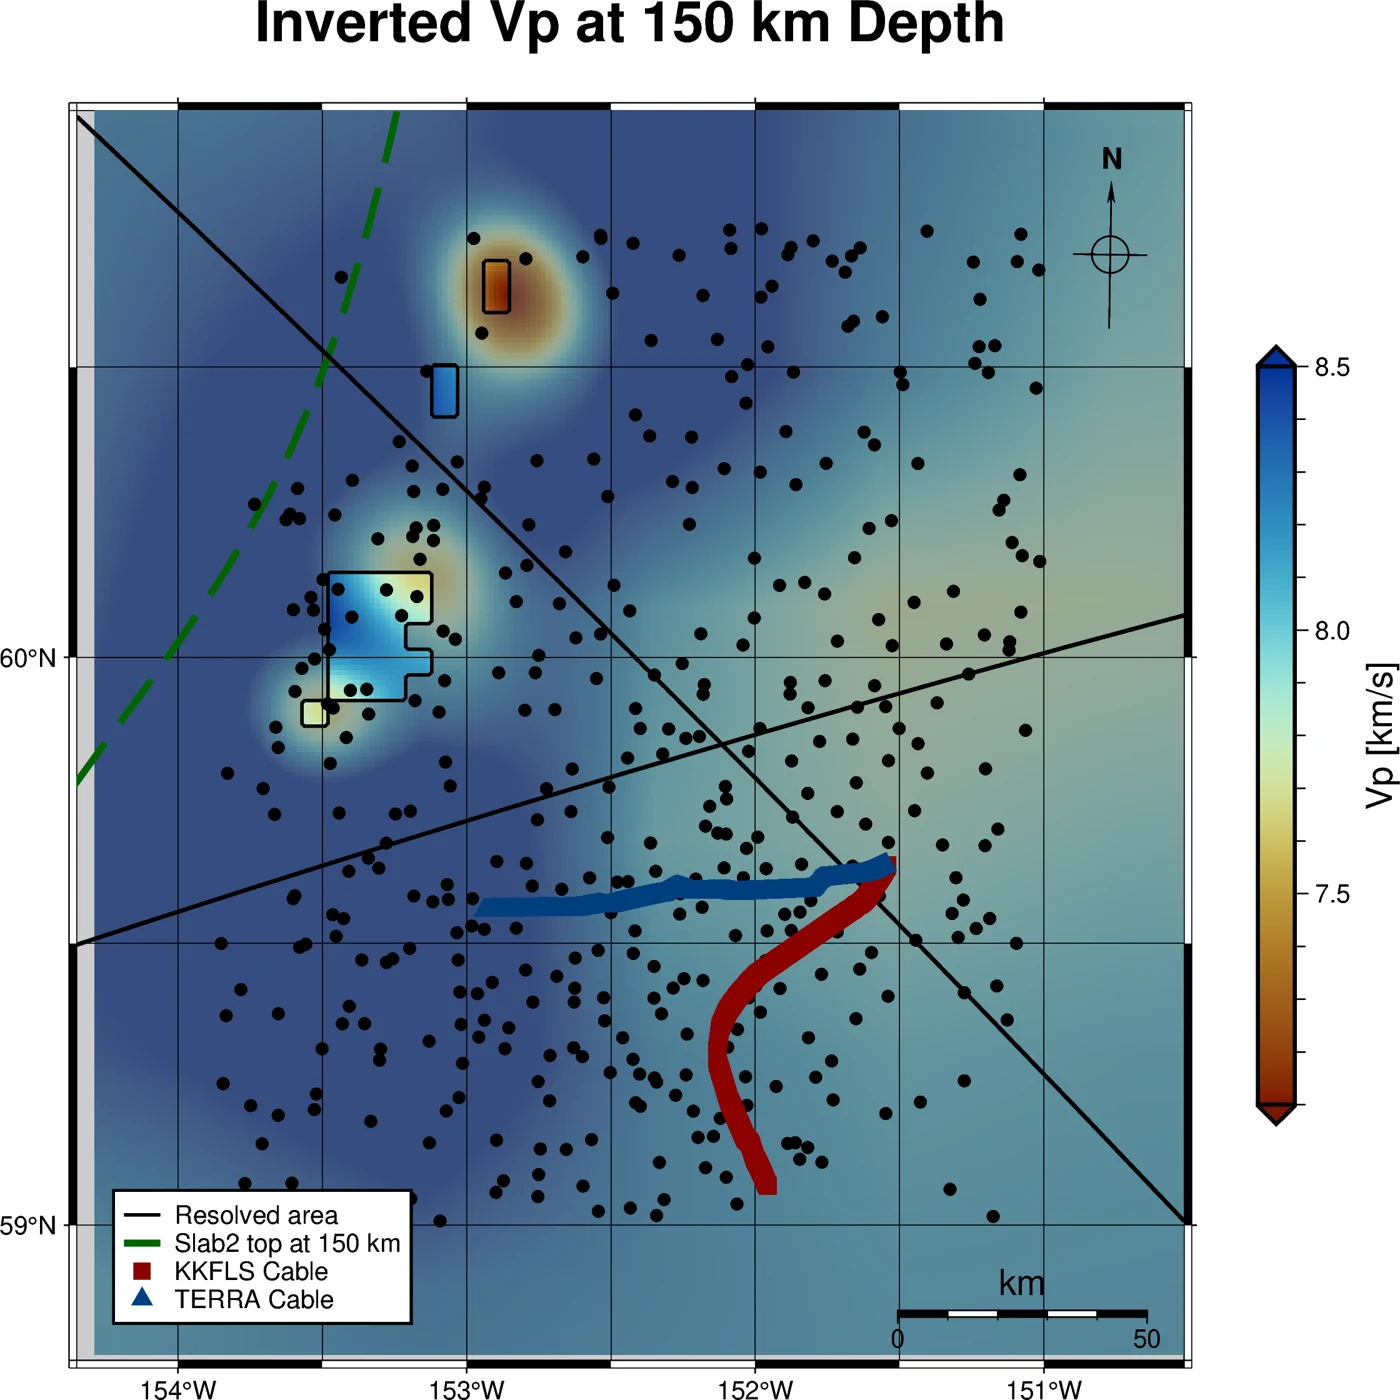 Inverted Vp at 150 km Depth
N
8.5
8.0
7.5
Vp [km/s]
60°N
59°N
Resolved area
Slab2 top at 150 km
KKFLS Cable
TERRA Cable
km
0 50
154°W 153°W 152°W 151°W